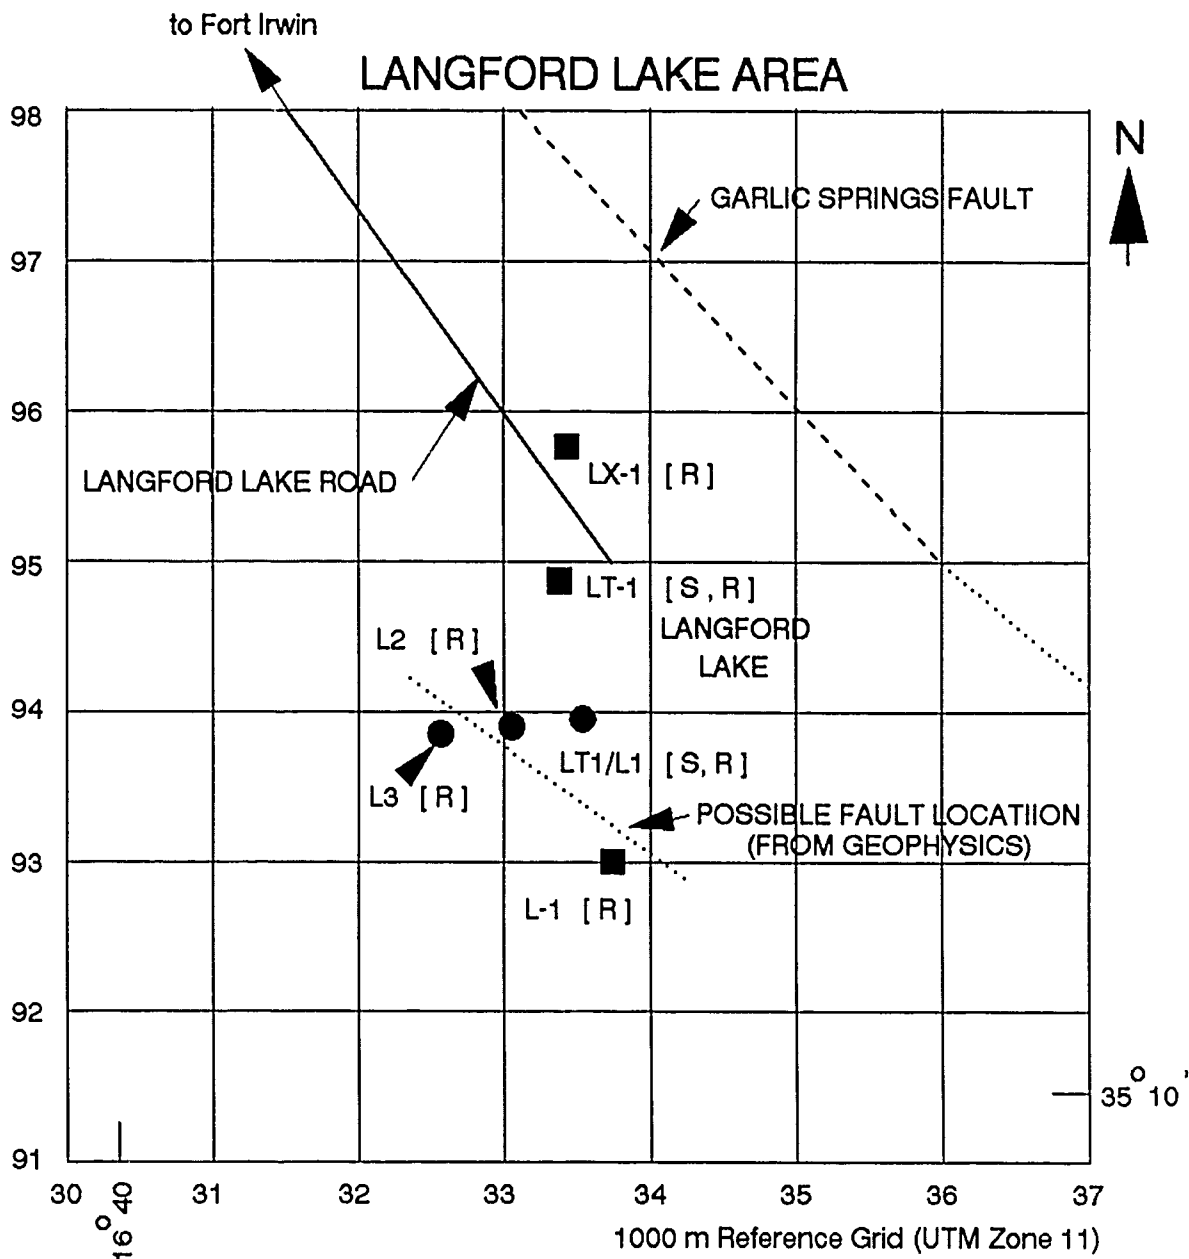 to Fort Irwin
LANGFORD LAKE AREA
98
N
GARLIC SPRINGS FAULT
97
96
LX-1 [ R ]
LANGFORD LAKE ROAD
95
LT-1 [ S , R ]
LANGFORD
LAKE
L2 [ R ]
94
LT1/L1 [ S, R ]
L3 [ R ]
POSSIBLE FAULT LOCATIION
(FROM GEOPHYSICS)
93
L-1 [ R ]
92
35° 10'
91
30 31 32 33 34 35 36 37
16° 40
1000 m Reference Grid (UTM Zone 11)